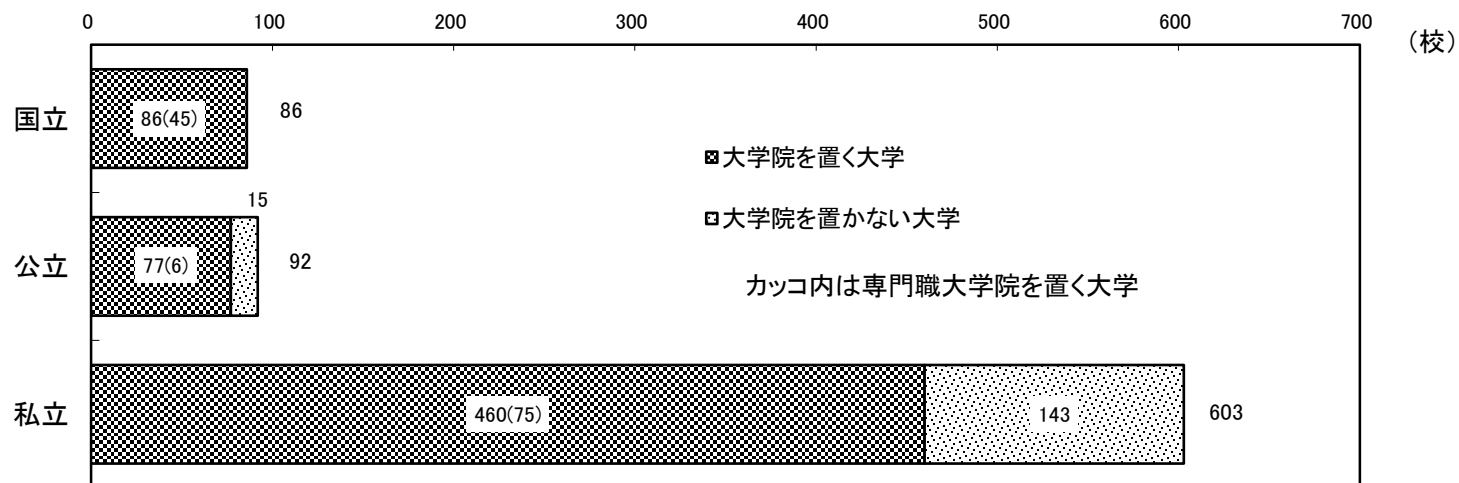 0 100 200 300 400 500 600 700
（校）
国立 86(45) 86
大学院を置く大学
15
大学院を置かない大学
公立 77(6) 92
カッコ内は専門職大学院を置く大学
私立 460(75) 143 603